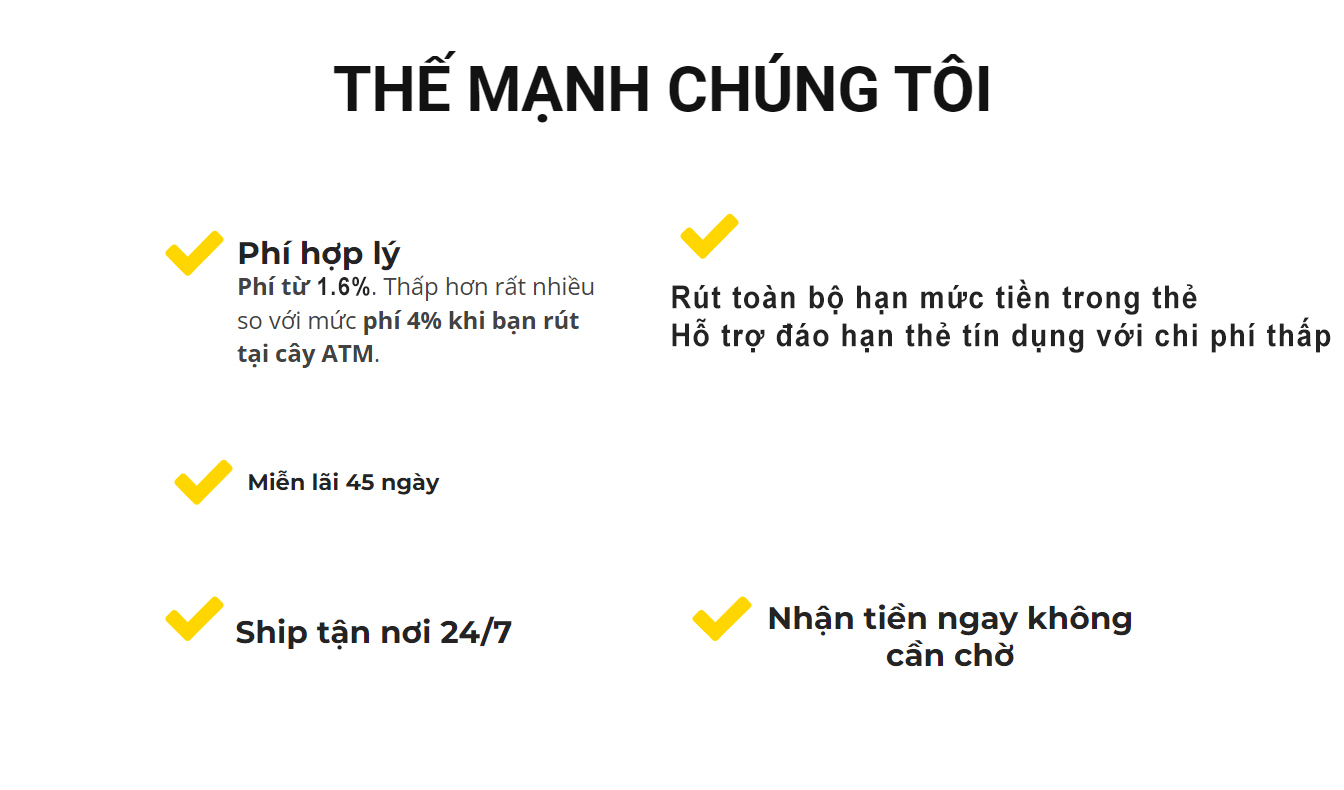 THẾ MẠNH CHÚNG TÔI
Phí hợp lý
Phí từ 1.6%. Thấp hơn rất nhiều
so với mức phí 4% khi bạn rút
tại cây ATM.
Rút toàn bộ hạn mức tiền trong thẻ
Hỗ trợ đáo hạn thẻ tín dụng với chi phí thấp
Miễn lãi 45 ngày
Ship tận nơi 24/7
Nhận tiền ngay không
cần chờ